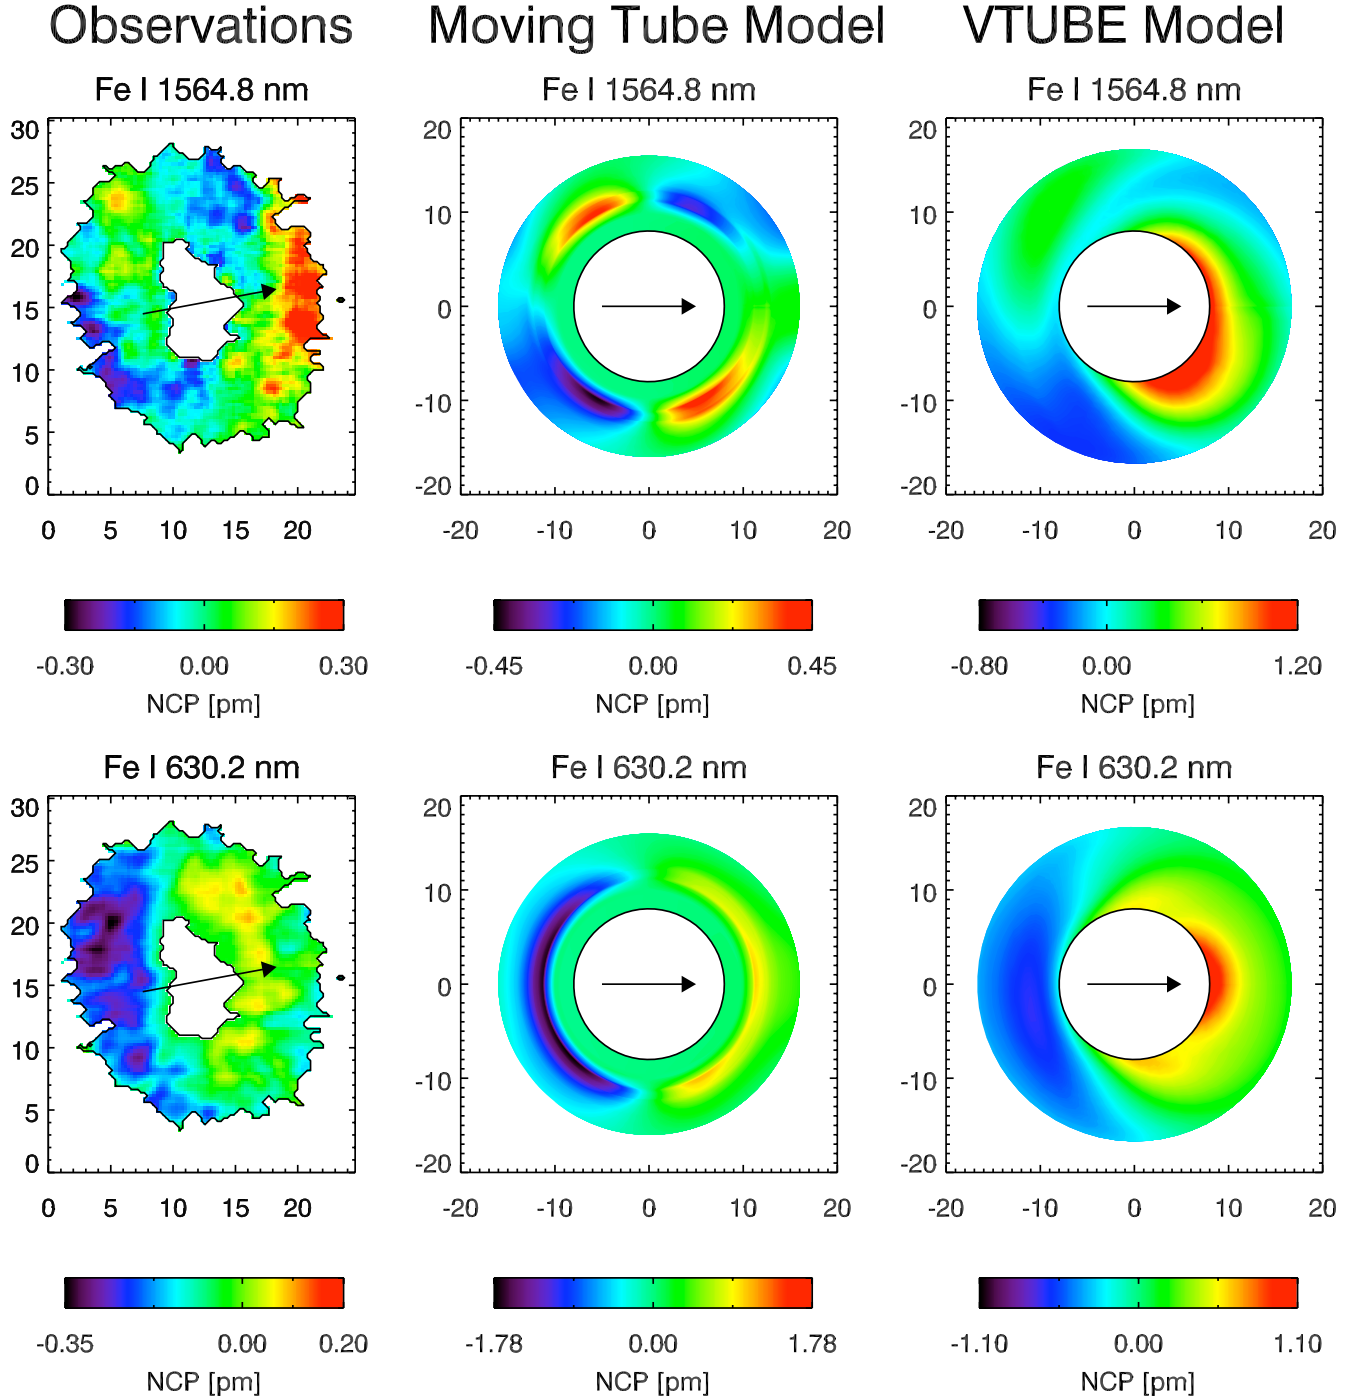 Observations Moving Tube Model VTUBE Model
Fe I 1564.8 nm Fe I 1564.8 nm Fe I 1564.8 nm
30 20 20
25
20 10 10
15 0 0
10 -10 -10
5
0 -20 -20
0 5 10 15 20 -20 -10 0 10 20 -20 -10 0 10 20
-0.30 0.00 0.30 -0.45 0.00 0.45 -0.80 0.00 1.20
NCP [pm] NCP [pm] NCP [pm]
Fe I 630.2 nm Fe I 630.2 nm Fe I 630.2 nm
30 20 20
25
20 10 10
15 0 0
10 -10 -10
5
0 -20 -20
0 5 10 15 20 -20 -10 0 10 20 -20 -10 0 10 20
-0.35 0.00 0.20 -1.78 0.00 1.78 -1.10 0.00 1.10
NCP [pm] NCP [pm] NCP [pm]